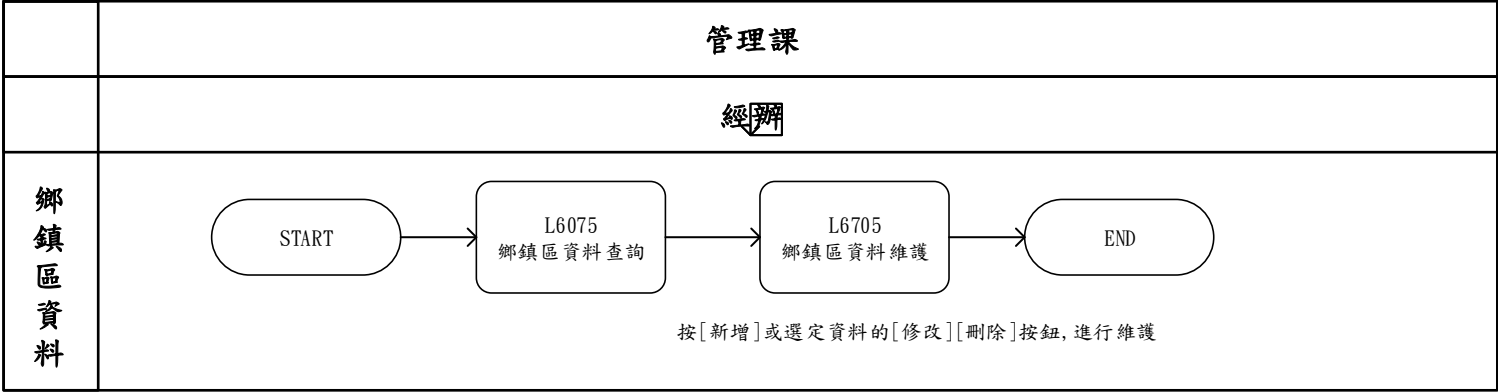 管理課
經辦
鄉鎮區資料
START
L6075
鄉鎮區資料查詢
L6705
鄉鎮區資料維護
END
按[新增]或選定資料的[修改][刪除]按鈕,進行維護